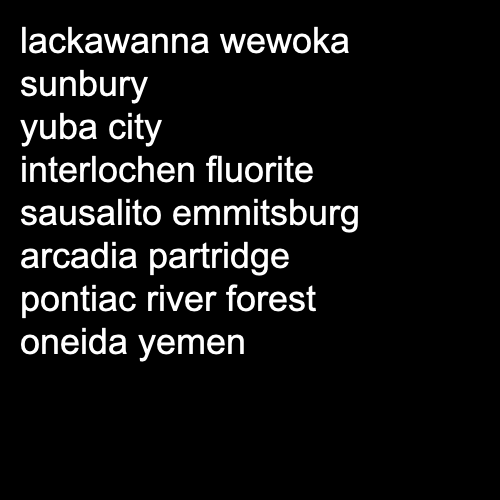 lackawanna wewoka
sunbury
yuba city
interlochen fluorite
sausalito emmitsburg
arcadia partridge
pontiac river forest
oneida yemen